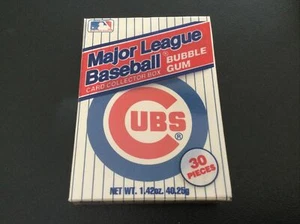 Major League
Baseball BUBBLE
CARD COLLECTOR BOX GUM
CUBS®
30
PIECES
NET WT. 1.42oz. 40.25g